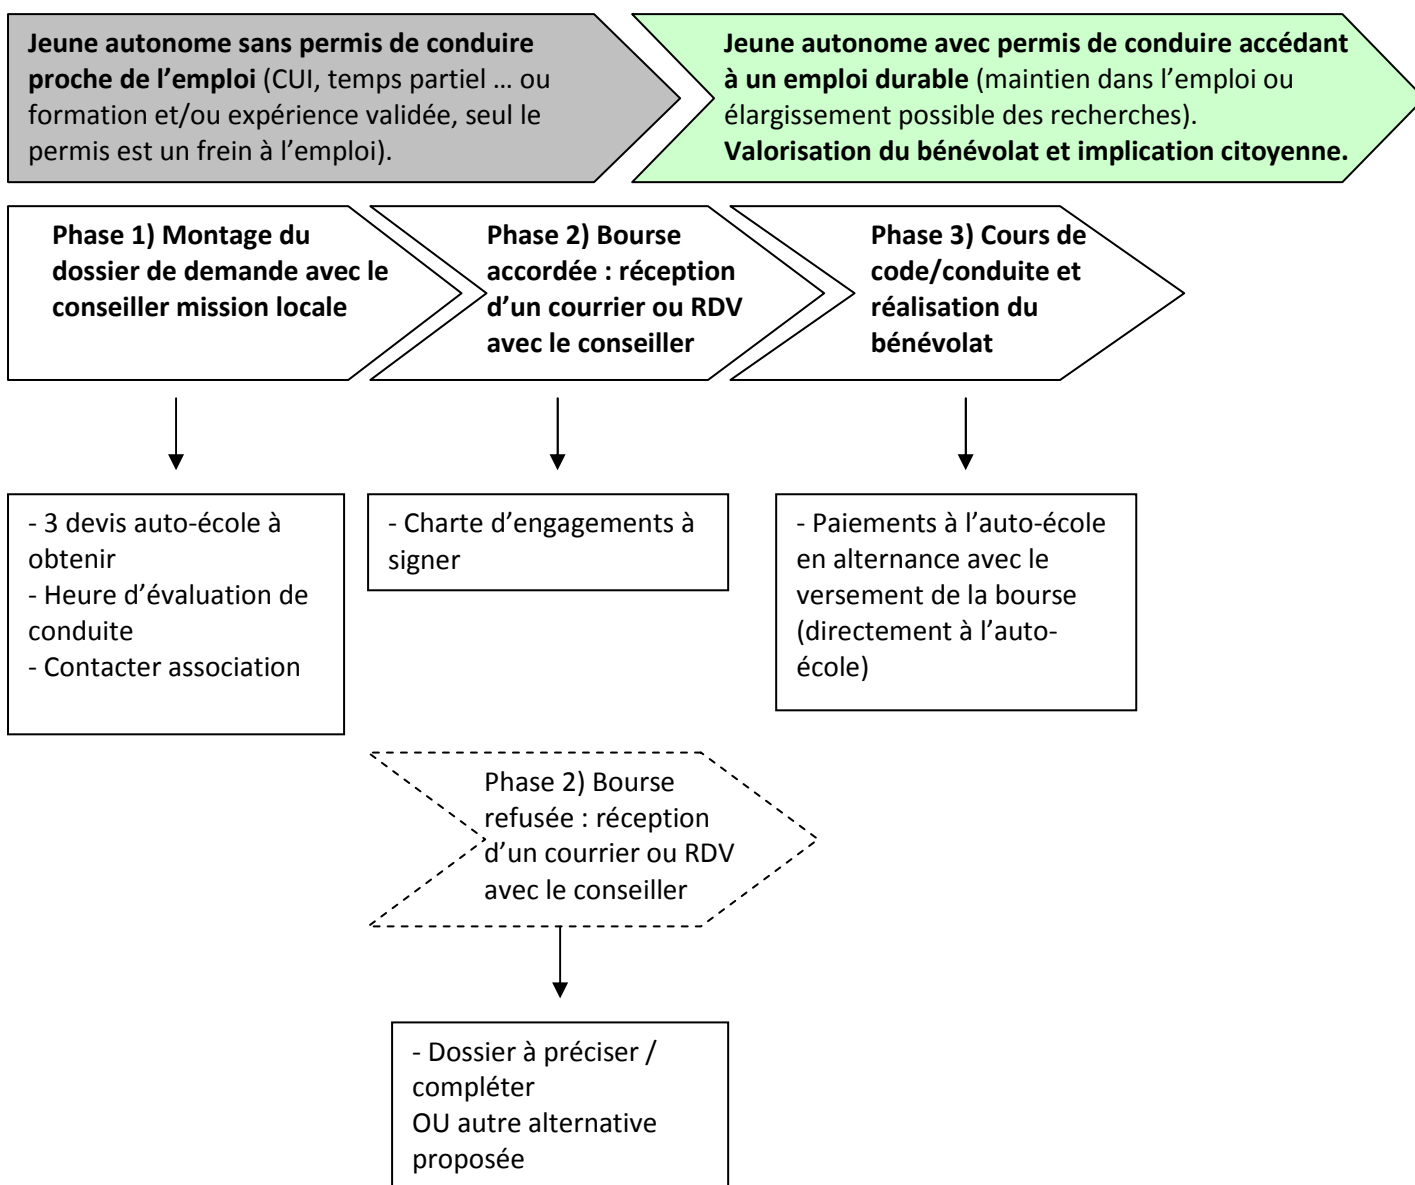 Jeune autonome sans permis de conduire
proche de l’emploi (CUI, temps partiel … ou
formation et/ou expérience validée, seul le
permis est un frein à l’emploi).
Jeune autonome avec permis de conduire accédant
à un emploi durable (maintien dans l’emploi ou
élargissement possible des recherches).
Valorisation du bénévolat et implication citoyenne.
Phase 1) Montage du
dossier de demande avec le
conseiller mission locale
Phase 2) Bourse
accordée : réception
d’un courrier ou RDV
avec le conseiller
Phase 3) Cours de
code/conduite et
réalisation du
bénévolat
- 3 devis auto-école à
obtenir
- Heure d’évaluation de
conduite
- Contacter association
- Charte d’engagements à
signer
- Paiements à l’auto-école
en alternance avec le
versement de la bourse
(directement à l’auto-
école)
Phase 2) Bourse
refusée : réception
d’un courrier ou RDV
avec le conseiller
- Dossier à préciser /
compléter
OU autre alternative
proposée